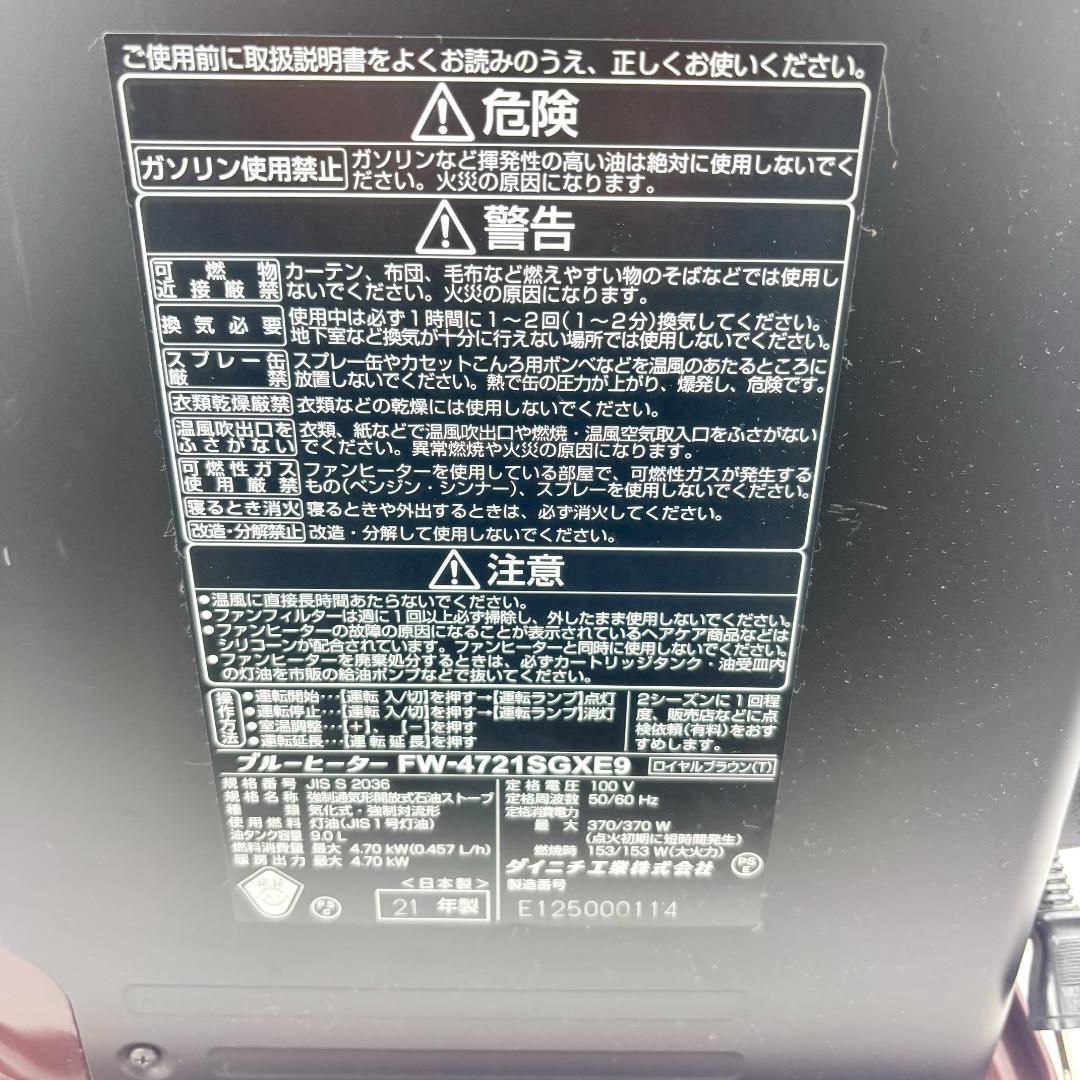 ご使用前に取扱説明書をよくお読みのうえ、正しくお使いください。
危険
ガソリン使用禁止
ガソリンなど揮発性の高い油は絶対に使用しないでく
ださい。火災の原因になります。
警告
可燃物
近接厳禁
カーテン、布団、毛布など燃えやすい物のそばなどでは使用し
ないでください。火災の原因になります。
換気必要
使用中は必ず1時間に1～2回(1～2分)換気してください。
地下室など換気が十分に行えない場所では使用しないでください。
スプレー缶
厳禁
スプレー缶やカセットこんろ用ボンベなどを温風のあたるところに
放置しないでください。熱で缶の圧力が上がり、爆発し、危険です。
衣類乾燥厳禁
衣類などの乾燥には使用しないでください。
温風吹出口を
ふさがない
衣類、紙などで温風吹出口や燃焼・温風空気取入口をふさがない
でください。異常燃焼や火災の原因になります。
可燃性ガス
使用厳禁
ファンヒーターを使用している部屋で、可燃性ガスが発生する
もの(ベンジン・シンナー)、スプレーを使用しないでください。
寝るとき消火
寝るときや外出するときは、必ず消火してください。
改造・分解禁止
改造・分解して使用しないでください。
注意
●温風に直接長時間あたらないでください。
●ファンフィルターは週に1回以上必ず掃除し、外したまま使用しないでください。
●ファンヒーターの故障の原因になることが表示されているヘアケア商品などは
シリコーンが配合されています。ファンヒーターと同時に使用しないでください。
●ファンヒーターを廃棄処分するときは、必ずカートリッジタンク・油受皿内
の灯油を市販の給油ポンプなどで抜いてください。
操作方法
●運転開始…【運転 入/切】を押す→【運転ランプ】点灯
●運転停止…【運転 入/切】を押す→【運転ランプ】消灯
●室温調整…【＋】、【－】を押す
●運転延長…【運転延長】を押す
2シーズンに1回程
度、販売店などに点
検依頼(有料)をおす
すめします。
ブルーヒーター FW-4721SGXE9 ロイヤルブラウン(T)
規格番号 JIS S 2036
規格名称 強制通気形開放式石油ストーブ
種類 気化式・強制対流形
使用燃料 灯油(JIS1号灯油)
油タンク容量 9.0 L
燃料消費量 最大 4.70 kW(0.457 L/h)
暖房出力 最大 4.70 kW
定格電圧 100 V
定格周波数 50/60 Hz
定格消費電力
最大 370/370 W
(点火初期に短時間発生)
燃焼時 153/153 W(大火力)
ダイニチ工業株式会社
PS
E
<日本製>
PS
C
21 年製
製造番号
E125000114